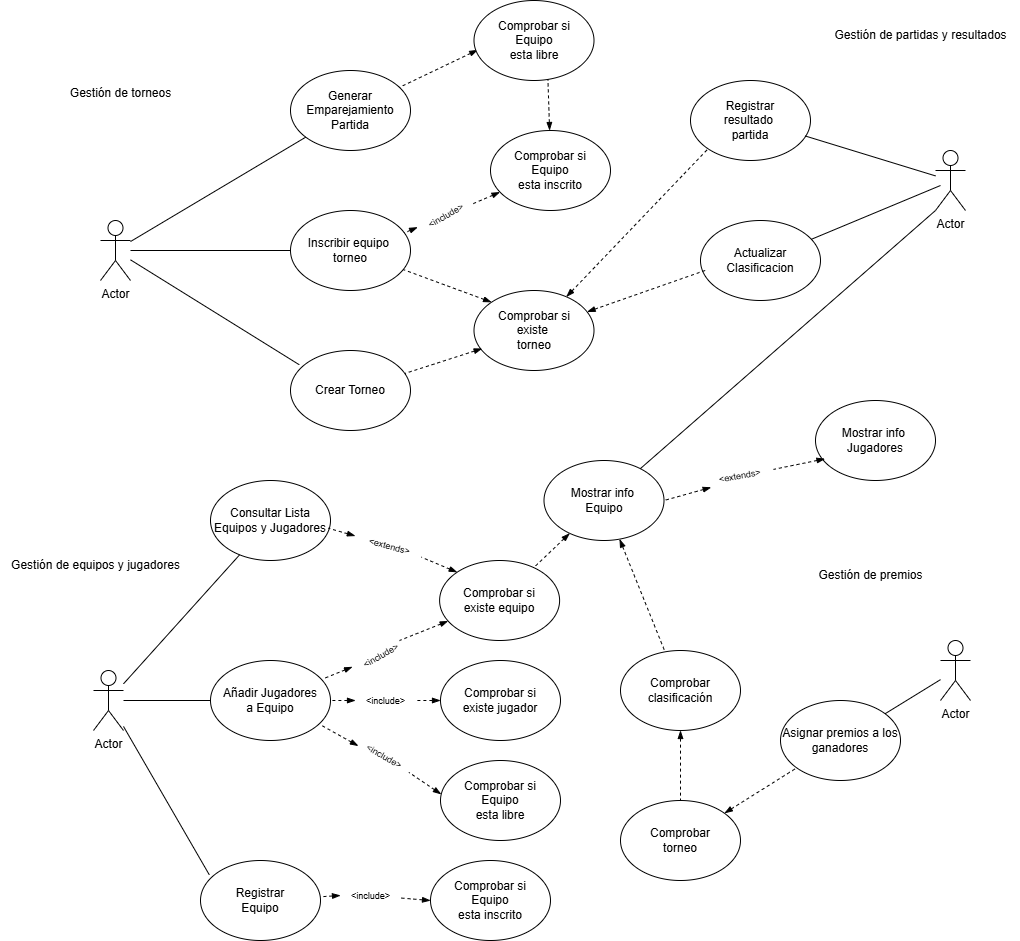 Comprobar si
Equipo
esta libre
Gestión de partidas y resultados
Gestión de torneos
Generar
Emparejamiento
Partida
Registrar
resultado
partida
Comprobar si
Equipo
esta inscrito
<include>
Actor
Inscribir equipo
torneo
Actualizar
Clasificacion
Actor
Comprobar si
existe
torneo
Crear Torneo
Mostrar info
Jugadores
<extends>
Mostrar info
Equipo
Consultar Lista
Equipos y Jugadores
<extends>
Gestión de equipos y jugadores
Gestión de premios
Comprobar si
existe equipo
<include>
Añadir Jugadores
a Equipo
<include>
Comprobar si
existe jugador
Comprobar
clasificación
Actor
Actor
Asignar premios a los
ganadores
<include>
Comprobar si
Equipo
esta libre
Comprobar
torneo
Registrar
Equipo
<include>
Comprobar si
Equipo
esta inscrito